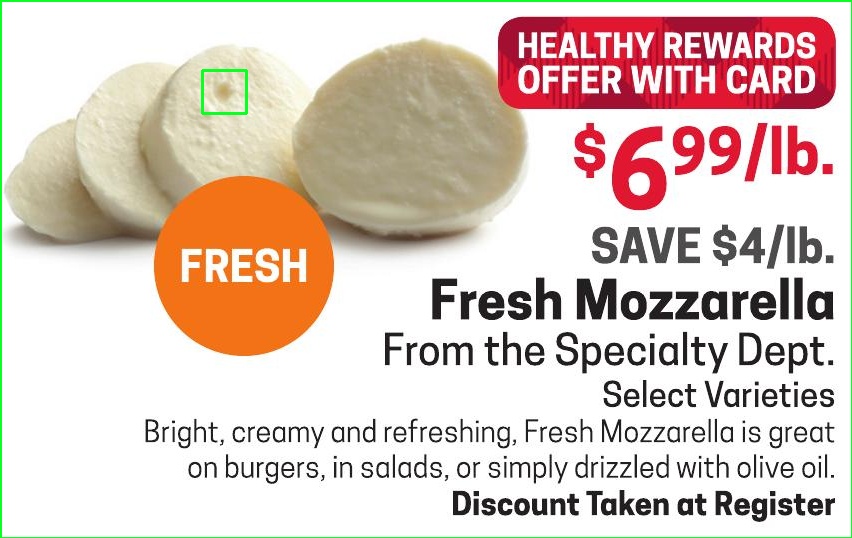 HEALTHY REWARDS
OFFER WITH CARD
$699/lb.
SAVE $4/lb.
FRESH
Fresh Mozzarella
From the Specialty Dept.
Select Varieties
Bright, creamy and refreshing, Fresh Mozzarella is great
on burgers, in salads, or simply drizzled with olive oil.
Discount Taken at Register